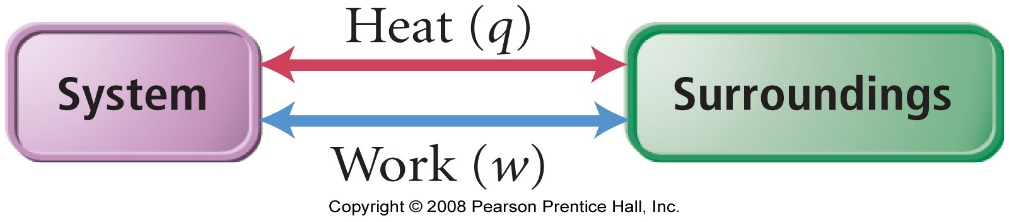 Heat (q)
System
Surroundings
Work (w)
Copyright © 2008 Pearson Prentice Hall, Inc.